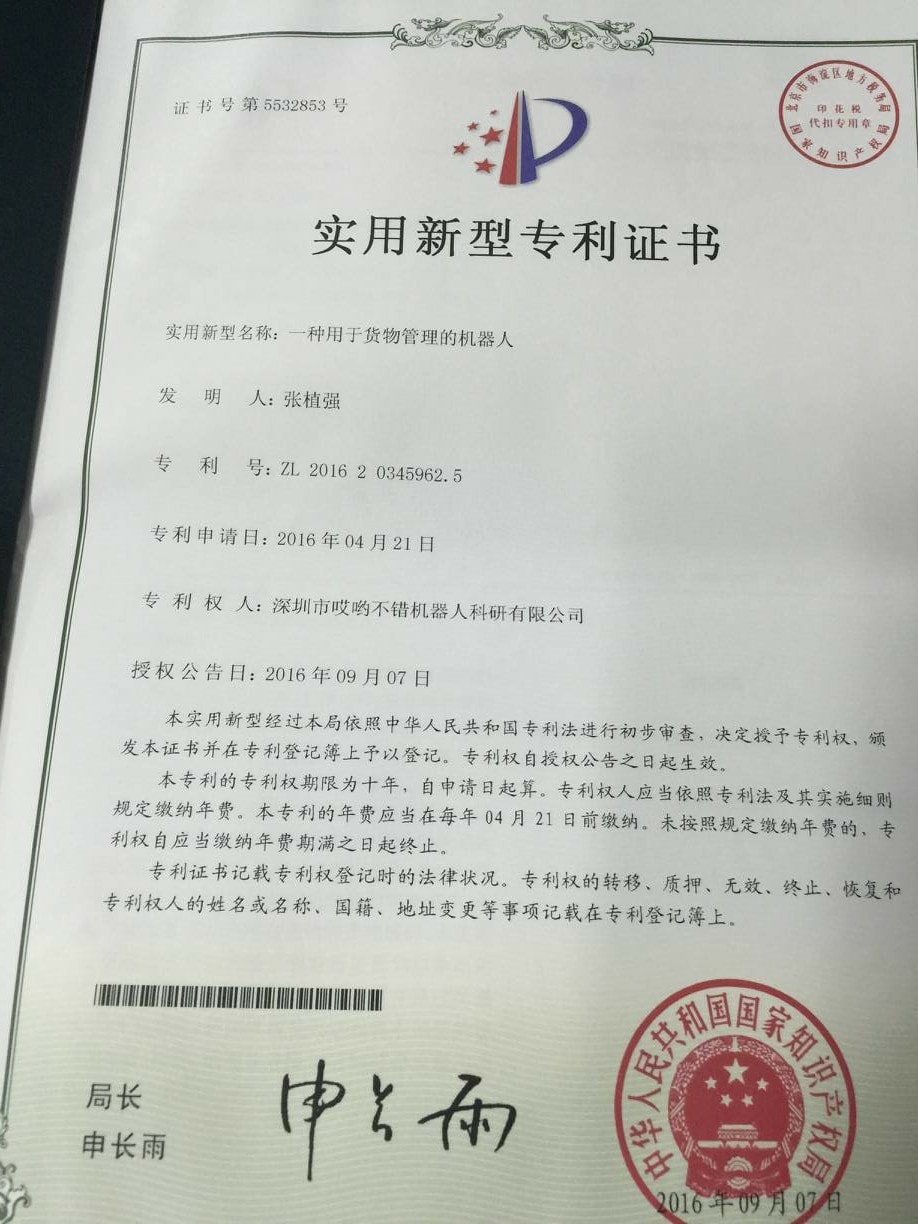 证书号第5532853号
北京市海淀区地方税务局
印花税
代扣专用章
国家知识产权局
实用新型专利证书
实用新型名称：一种用于货物管理的机器人
发明人：张植强
专利号：ZL 2016 2 0345962.5
专利申请日：2016年04月21日
专利权人：深圳市哎哟不错机器人科研有限公司
授权公告日：2016年09月07日
本实用新型经过本局依照中华人民共和国专利法进行初步审查，决定授予专利权，颁
发本证书并在专利登记簿上予以登记。专利权自授权公告之日起生效。
本专利的专利权期限为十年，自申请日起算。专利权人应当依照专利法及其实施细则
规定缴纳年费。本专利的年费应当在每年04月21日前缴纳。未按照规定缴纳年费的，专
利权自应当缴纳年费期满之日起终止。
专利证书记载专利权登记时的法律状况。专利权的转移、质押、无效、终止、恢复和
专利权人的姓名或名称、国籍、地址变更等事项记载在专利登记簿上。
局长
申长雨
申长雨
中华人民共和国国家知识产权局
2016年09月07日